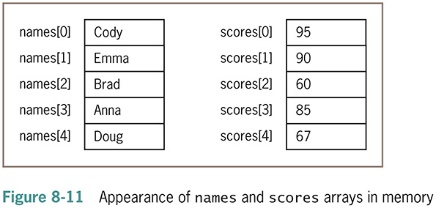 names[0] Cody scores[0] 95
names[1] Emma scores[1] 90
names[2] Brad scores[2] 60
names[3] Anna scores[3] 85
names[4] Doug scores[4] 67
Figure 8-11 Appearance of names and scores arrays in memory